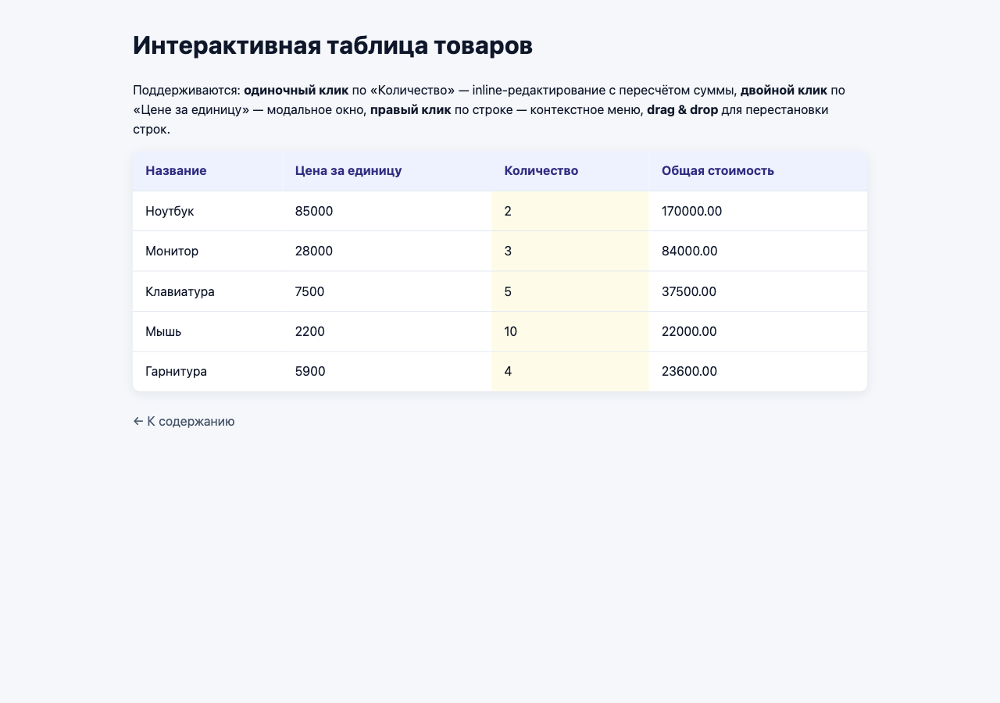 Интерактивная таблица товаров
Поддерживаются: одиночный клик по «Количество» — inline-редактирование с пересчётом суммы, двойной клик по
«Цене за единицу» — модальное окно, правый клик по строке — контекстное меню, drag & drop для перестановки
строк.
Название Цена за единицу Количество Общая стоимость
Ноутбук 85000 2 170000.00
Монитор 28000 3 84000.00
Клавиатура 7500 5 37500.00
Мышь 2200 10 22000.00
Гарнитура 5900 4 23600.00
← К содержанию